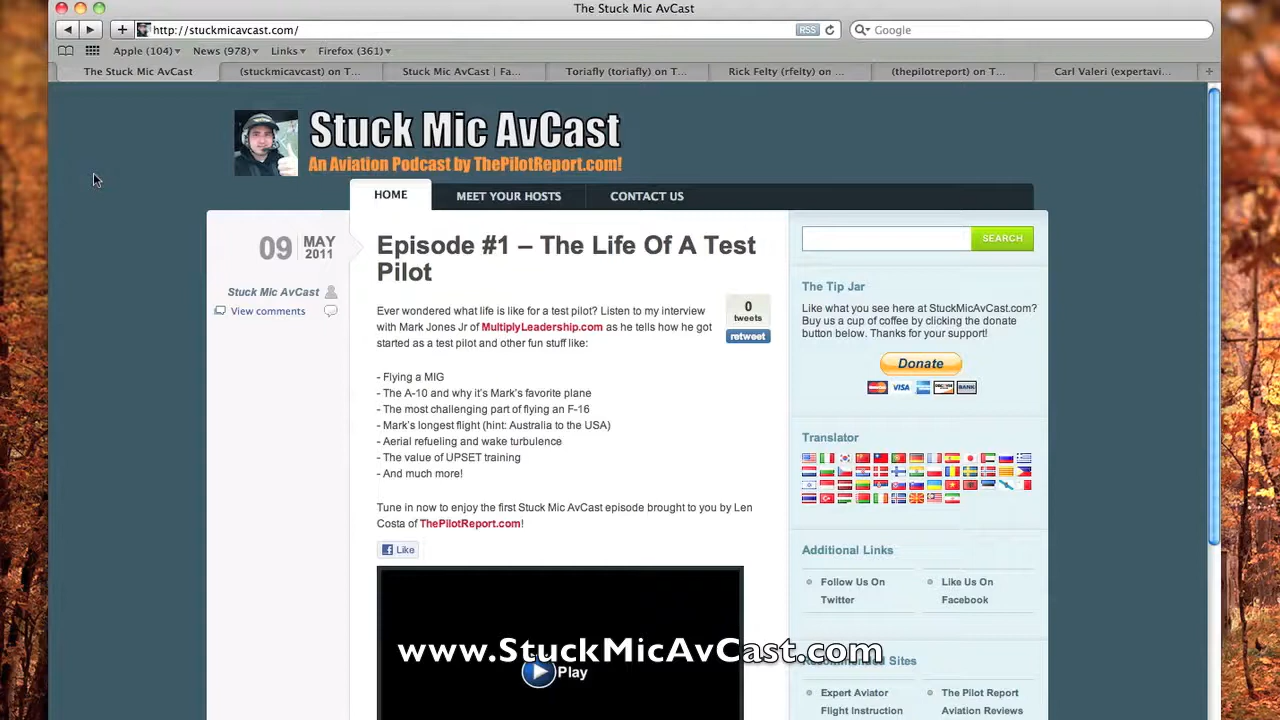 The Stuck Mic AvCast
http://stuckmicavcast.com/
RSS
Google
Apple (104)
News (978)
Links
Firefox (361)
The Stuck Mic AvCast
(stuckmicavcast) on T...
Stuck Mic AvCast | Fa...
Toriafly (toriafly) on T...
Rick Felty (rfelty) on ...
(thepilotreport) on T...
Carl Valeri (expertavi...
Stuck Mic AvCast
An Aviation Podcast by ThePilotReport.com!
HOME
MEET YOUR HOSTS
CONTACT US
09
MAY
2011
Stuck Mic AvCast
View comments
Episode #1 – The Life Of A Test
Pilot
Ever wondered what life is like for a test pilot? Listen to my interview
with Mark Jones Jr of MultiplyLeadership.com as he tells how he got
started as a test pilot and other fun stuff like:
0
tweets
retweet
- Flying a MIG
- The A-10 and why it's Mark's favorite plane
- The most challenging part of flying an F-16
- Mark's longest flight (hint: Australia to the USA)
- Aerial refueling and wake turbulence
- The value of UPSET training
- And much more!
Tune in now to enjoy the first Stuck Mic AvCast episode brought to you by Len
Costa of ThePilotReport.com!
Like
Play
SEARCH
The Tip Jar
Like what you see here at StuckMicAvCast.com?
Buy us a cup of coffee by clicking the donate
button below. Thanks for your support!
Donate
VISA
BANK
Translator
Additional Links
Follow Us On
Twitter
Like Us On
Facebook
Recommended Sites
Expert Aviator
Flight Instruction
The Pilot Report
Aviation Reviews
www.StuckMicAvCast.com